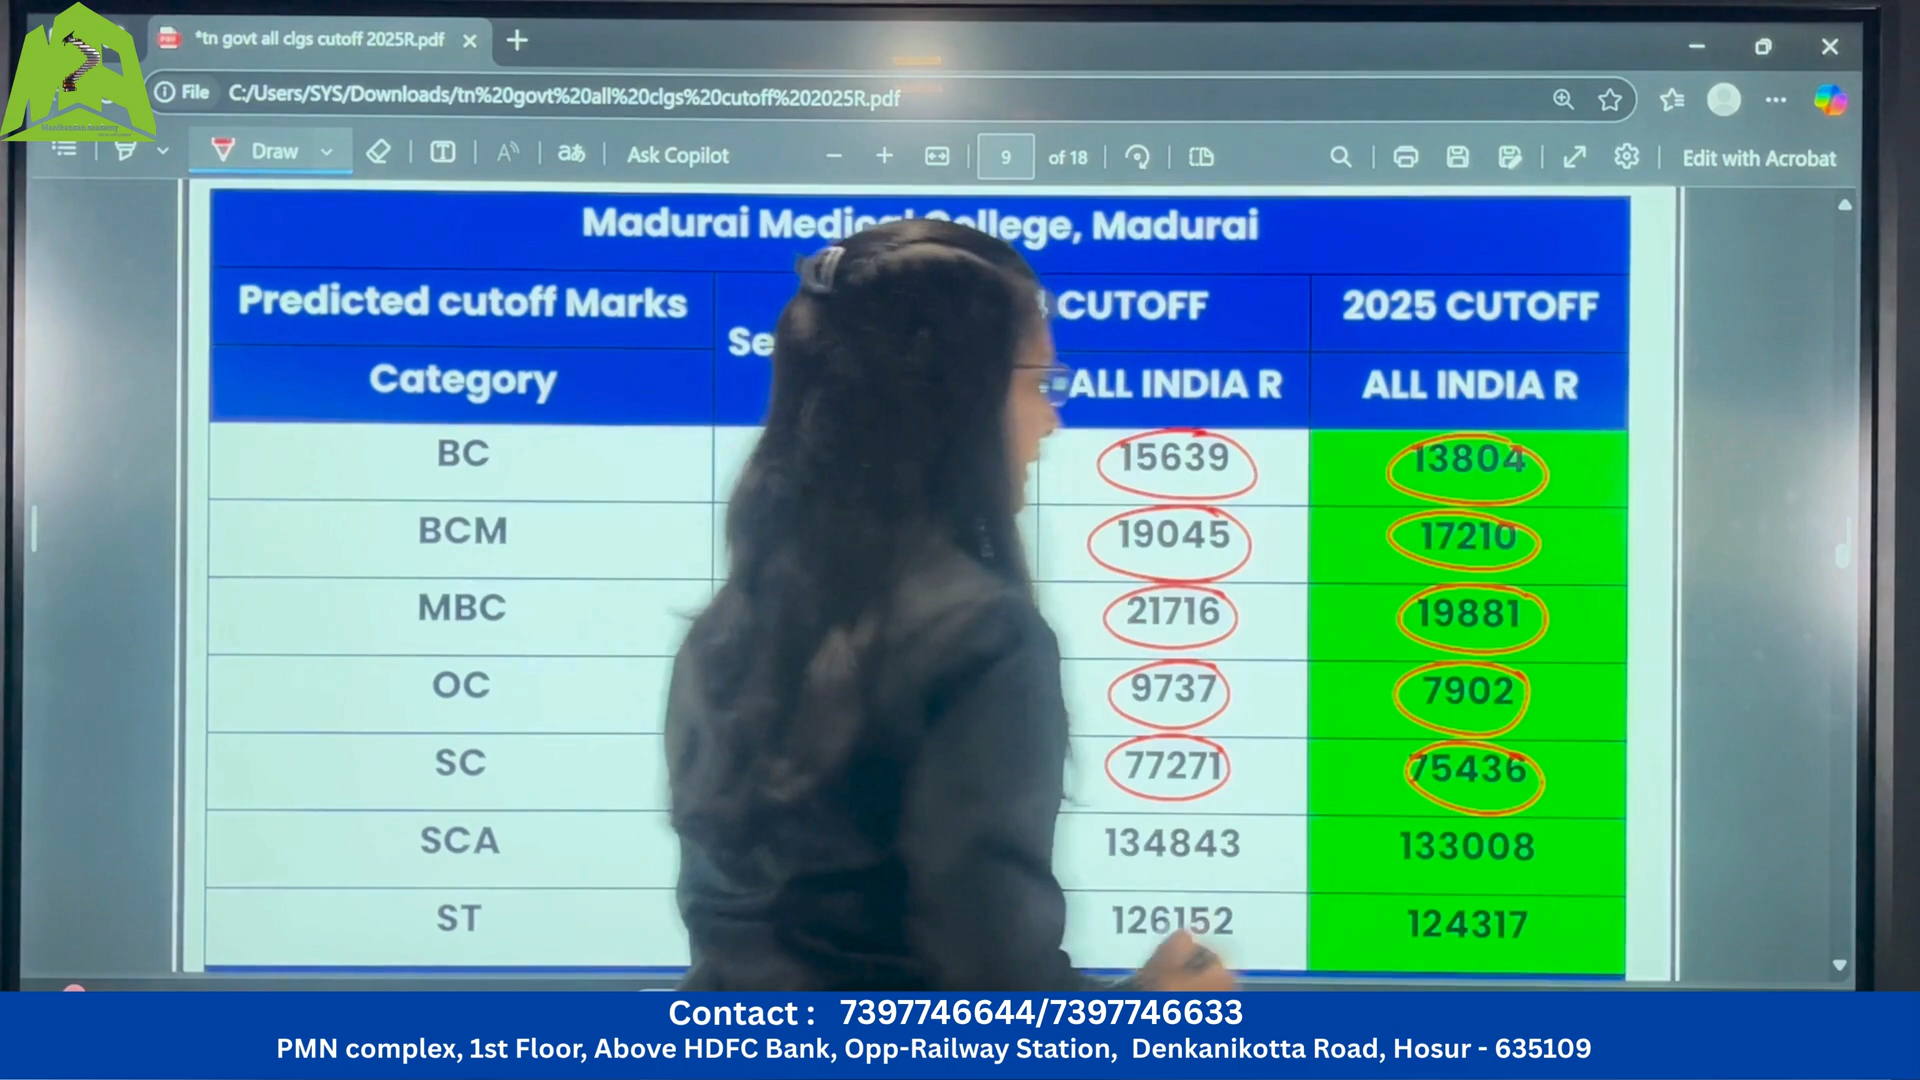 *tn govt all clgs cutoff 2025R.pdf
File C:/Users/SYS/Downloads/tn%20govt%20all%20clgs%20cutoff%202025R.pdf
Draw aあ Ask Copilot 9 of 18 Edit with Acrobat
Madurai Medical College, Madurai
Predicted cutoff Marks CUTOFF 2025 CUTOFF
Category ALL INDIA R ALL INDIA R
BC 15639 13804
BCM 19045 17210
MBC 21716 19881
OC 9737 7902
SC 77271 75436
SCA 134843 133008
ST 126152 124317
Contact : 7397746644/7397746633
PMN complex, 1st Floor, Above HDFC Bank, Opp-Railway Station, Denkanikotta Road, Hosur - 635109